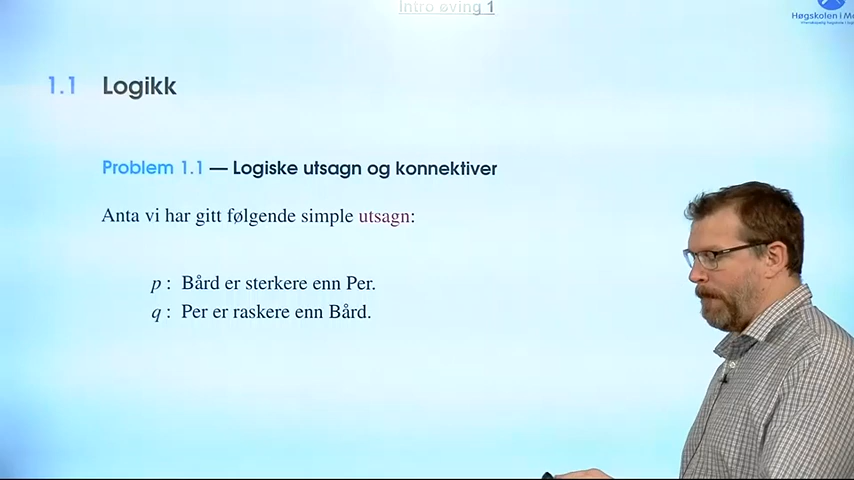 Intro øving 1
Høgskolen i Mo
1.1 Logikk
Problem 1.1 — Logiske utsagn og konnektiver
Anta vi har gitt følgende simple utsagn:
p : Bård er sterkere enn Per.
q : Per er raskere enn Bård.